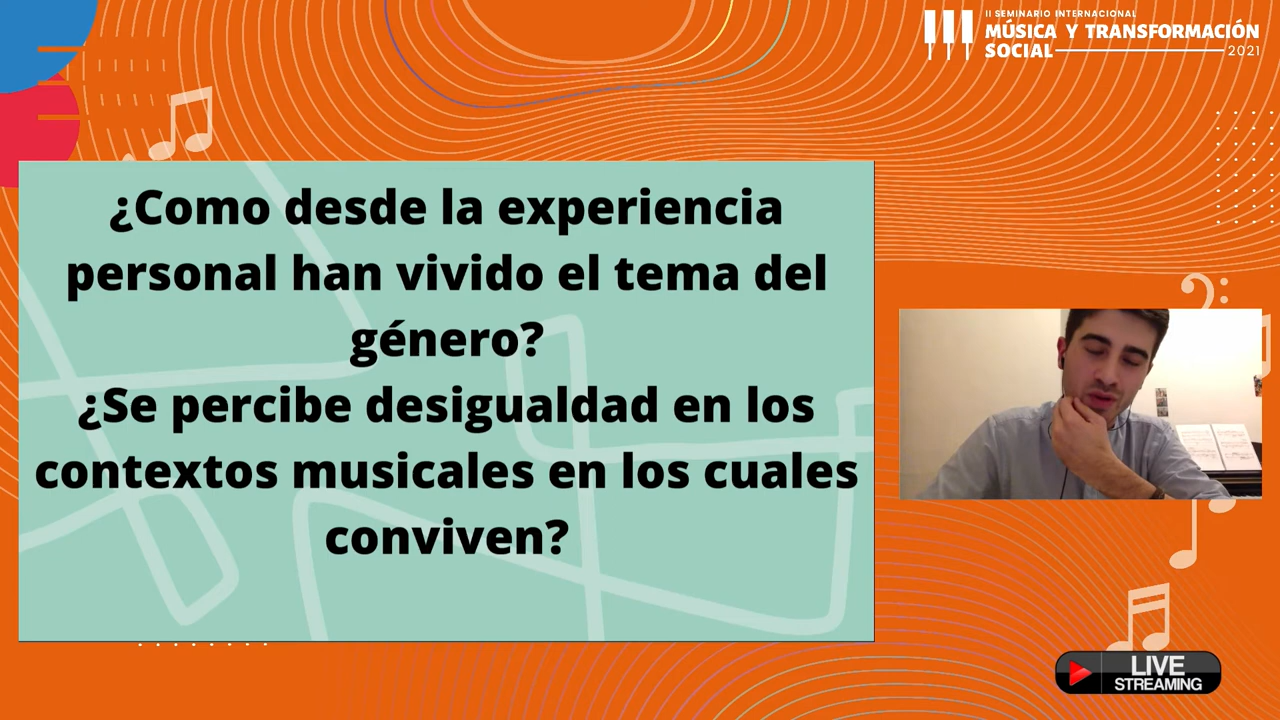 II SEMINARIO INTERNACIONAL
MÚSICA Y TRANSFORMACIÓN
SOCIAL
2021
¿Como desde la experiencia
personal han vivido el tema del
género?
¿Se percibe desigualdad en los
contextos musicales en los cuales
conviven?
LIVE
STREAMING